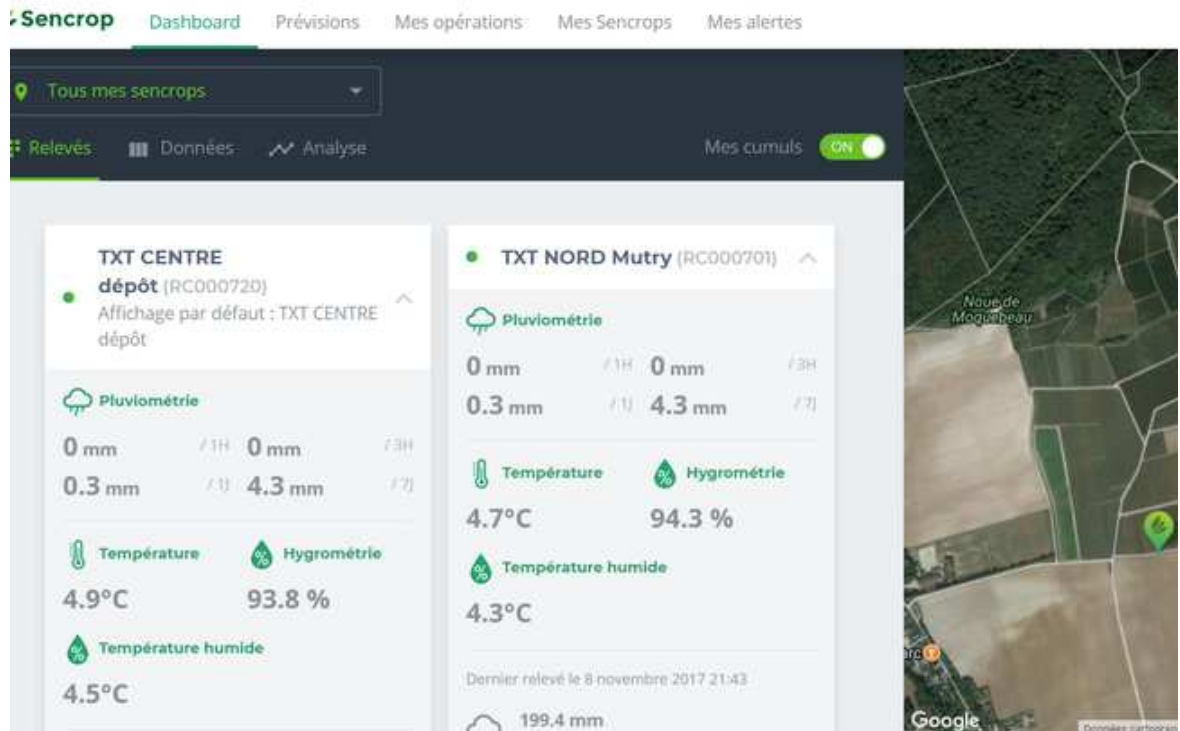 Sencrop Dashboard Prévisions Mes opérations Mes Sencrops Mes alertes
Tous mes sencrops
Relevés Données Analyse Mes cumuls ON
TXT CENTRE
dépôt (RC000720)
Affichage par défaut : TXT CENTRE
dépôt
Pluviométrie
0 mm / 1H 0 mm / 3H
0.3 mm / 1J 4.3 mm / 7J
Température Hygrométrie
4.9°C 93.8 %
Température humide
4.5°C
TXT NORD Mutry (RC000701)
Pluviométrie
0 mm / 1H 0 mm / 3H
0.3 mm / 1J 4.3 mm / 7J
Température Hygrométrie
4.7°C 94.3 %
Température humide
4.3°C
Dernier relevé le 8 novembre 2017 21:43
199.4 mm
Noue de
Moquebeau
Google